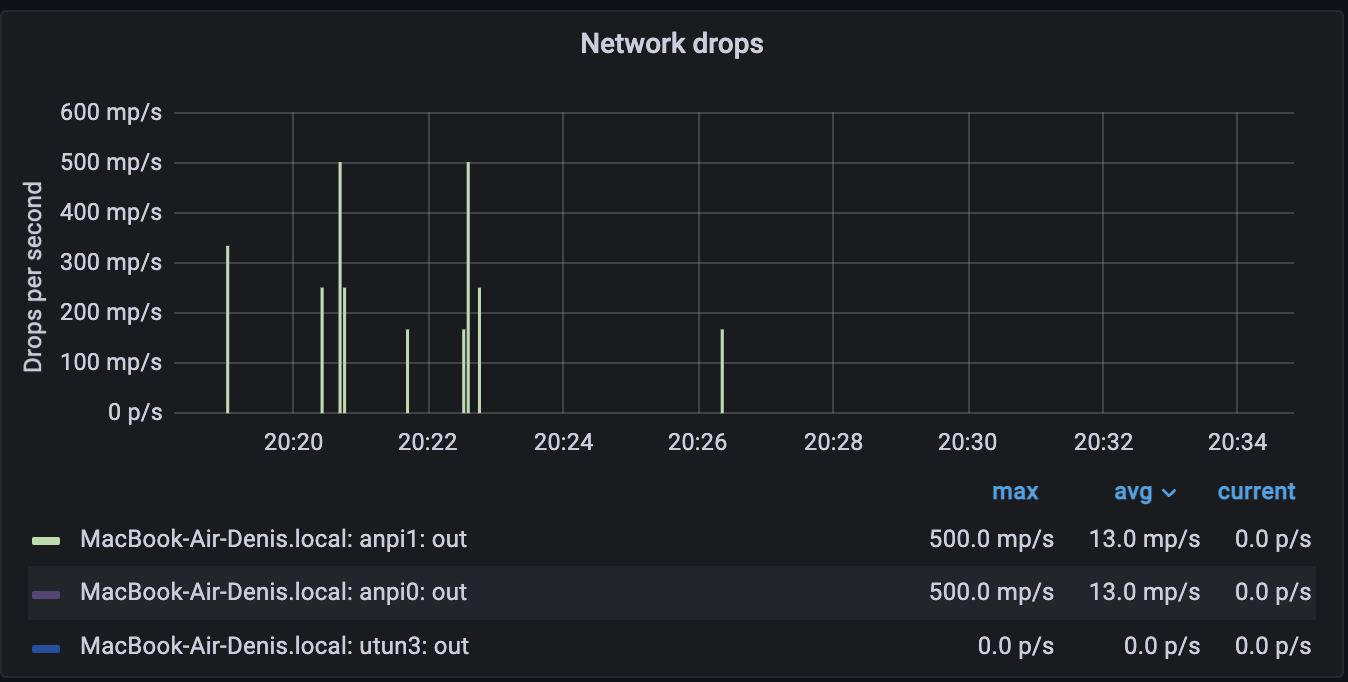 Network drops
Drops per second
600 mp/s
500 mp/s
400 mp/s
300 mp/s
200 mp/s
100 mp/s
0 p/s
20:20 20:22 20:24 20:26 20:28 20:30 20:32 20:34
max avg current
MacBook-Air-Denis.local: anpi1: out 500.0 mp/s 13.0 mp/s 0.0 p/s
MacBook-Air-Denis.local: anpi0: out 500.0 mp/s 13.0 mp/s 0.0 p/s
MacBook-Air-Denis.local: utun3: out 0.0 p/s 0.0 p/s 0.0 p/s